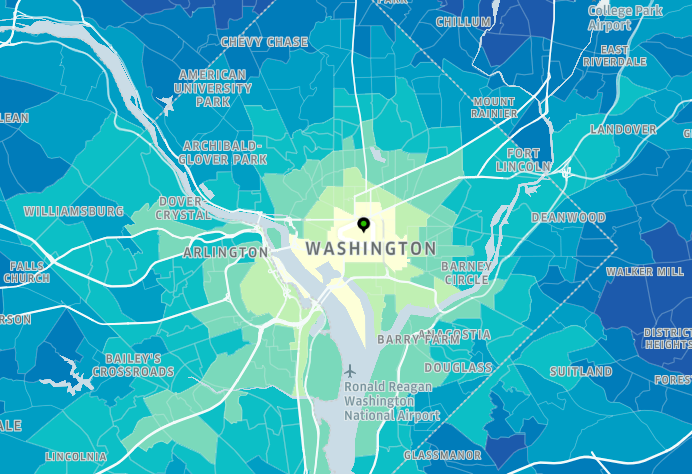 PARK
CHILLUM
College Park
Airport
CHEVY CHASE
EAST
RIVERDALE
AMERICAN
UNIVERSITY
PARK
MOUNT
RAINIER
LEAN
LANDOVER
ARCHIBALD-
GLOVER PARK
FORT
LINCOLN
DOVER-
CRYSTAL
WILLIAMSBURG
DEANWOOD
ARLINGTON
WASHINGTON
FALLS
CHURCH
BARNEY
CIRCLE
WALKER MILL
RSON
ANACOSTIA
BARRY FARM
DISTRICT
HEIGHTS
BAILEY'S
CROSSROADS
DOUGLASS
SUITLAND
FOREST
Ronald Reagan
Washington
National Airport
ALE
LINCOLNIA
GLASSMANOR